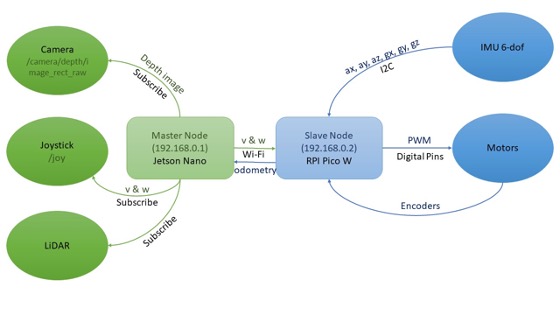 Camera
/camera/depth/i
mage_rect_raw
Depth image
Subscribe
Joystick
/joy
v & w
Subscribe
LiDAR
Subscribe
Master Node
(192.168.0.1)
Jetson Nano
v & w
Wi-Fi
odometry
Slave Node
(192.168.0.2)
RPI Pico W
ax, ay, az, gx, gy, gz
I2C
IMU 6-dof
PWM
Digital Pins
Motors
Encoders